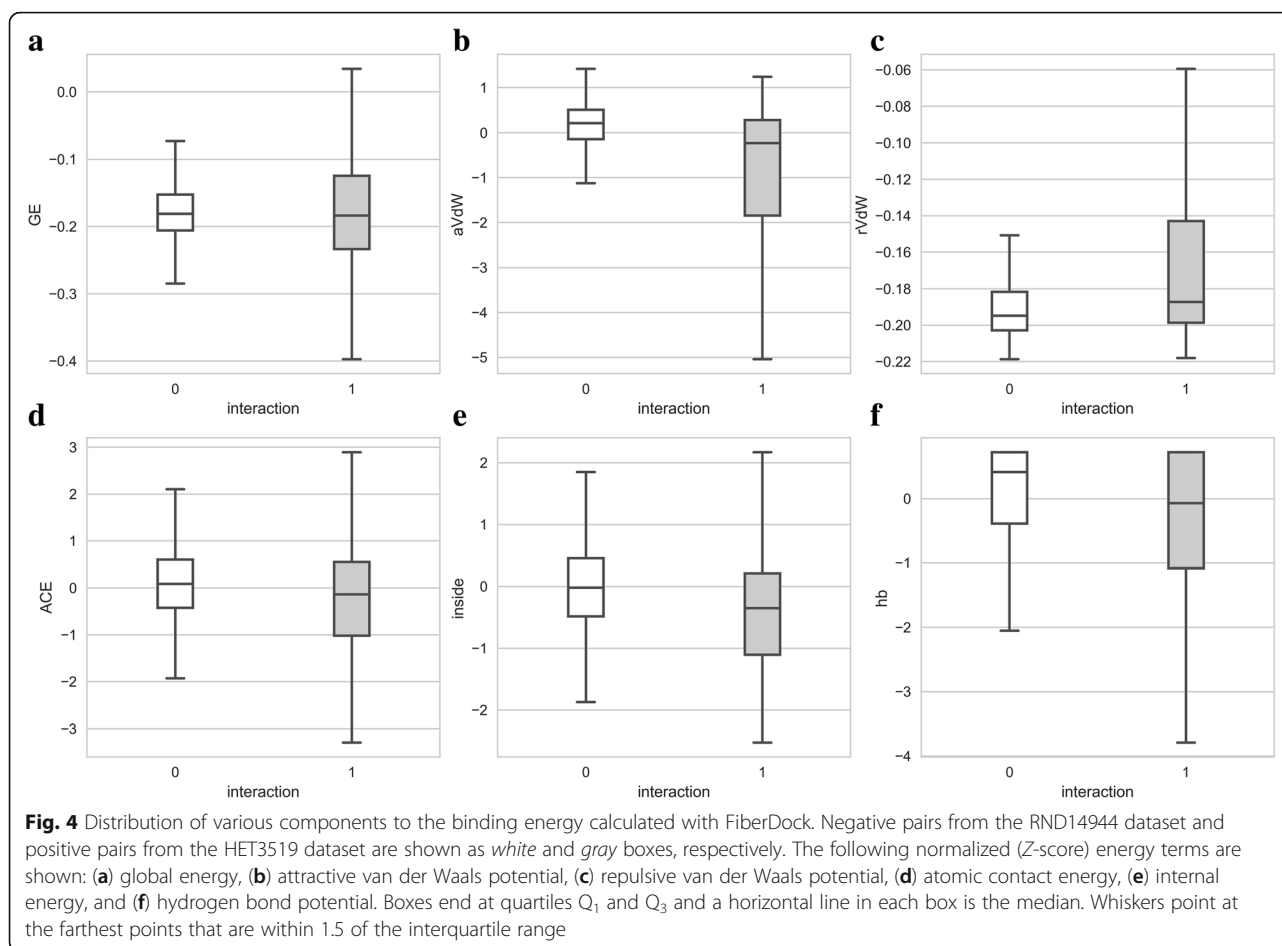 a
b
c
0.0
−0.1
−0.2
−0.3
−0.4
GE
0
1
interaction
1
0
−1
−2
−3
−4
−5
aVdW
0
1
interaction
−0.06
−0.08
−0.10
−0.12
−0.14
−0.16
−0.18
−0.20
−0.22
rVdW
0
1
interaction
d
e
f
3
2
1
0
−1
−2
−3
ACE
0
1
interaction
2
1
0
−1
−2
inside
0
1
interaction
0
−1
−2
−3
−4
hb
0
1
interaction
Fig. 4 Distribution of various components to the binding energy calculated with FiberDock. Negative pairs from the RND14944 dataset and
positive pairs from the HET3519 dataset are shown as white and gray boxes, respectively. The following normalized (Z-score) energy terms are
shown: (a) global energy, (b) attractive van der Waals potential, (c) repulsive van der Waals potential, (d) atomic contact energy, (e) internal
energy, and (f) hydrogen bond potential. Boxes end at quartiles Q1 and Q3 and a horizontal line in each box is the median. Whiskers point at
the farthest points that are within 1.5 of the interquartile range